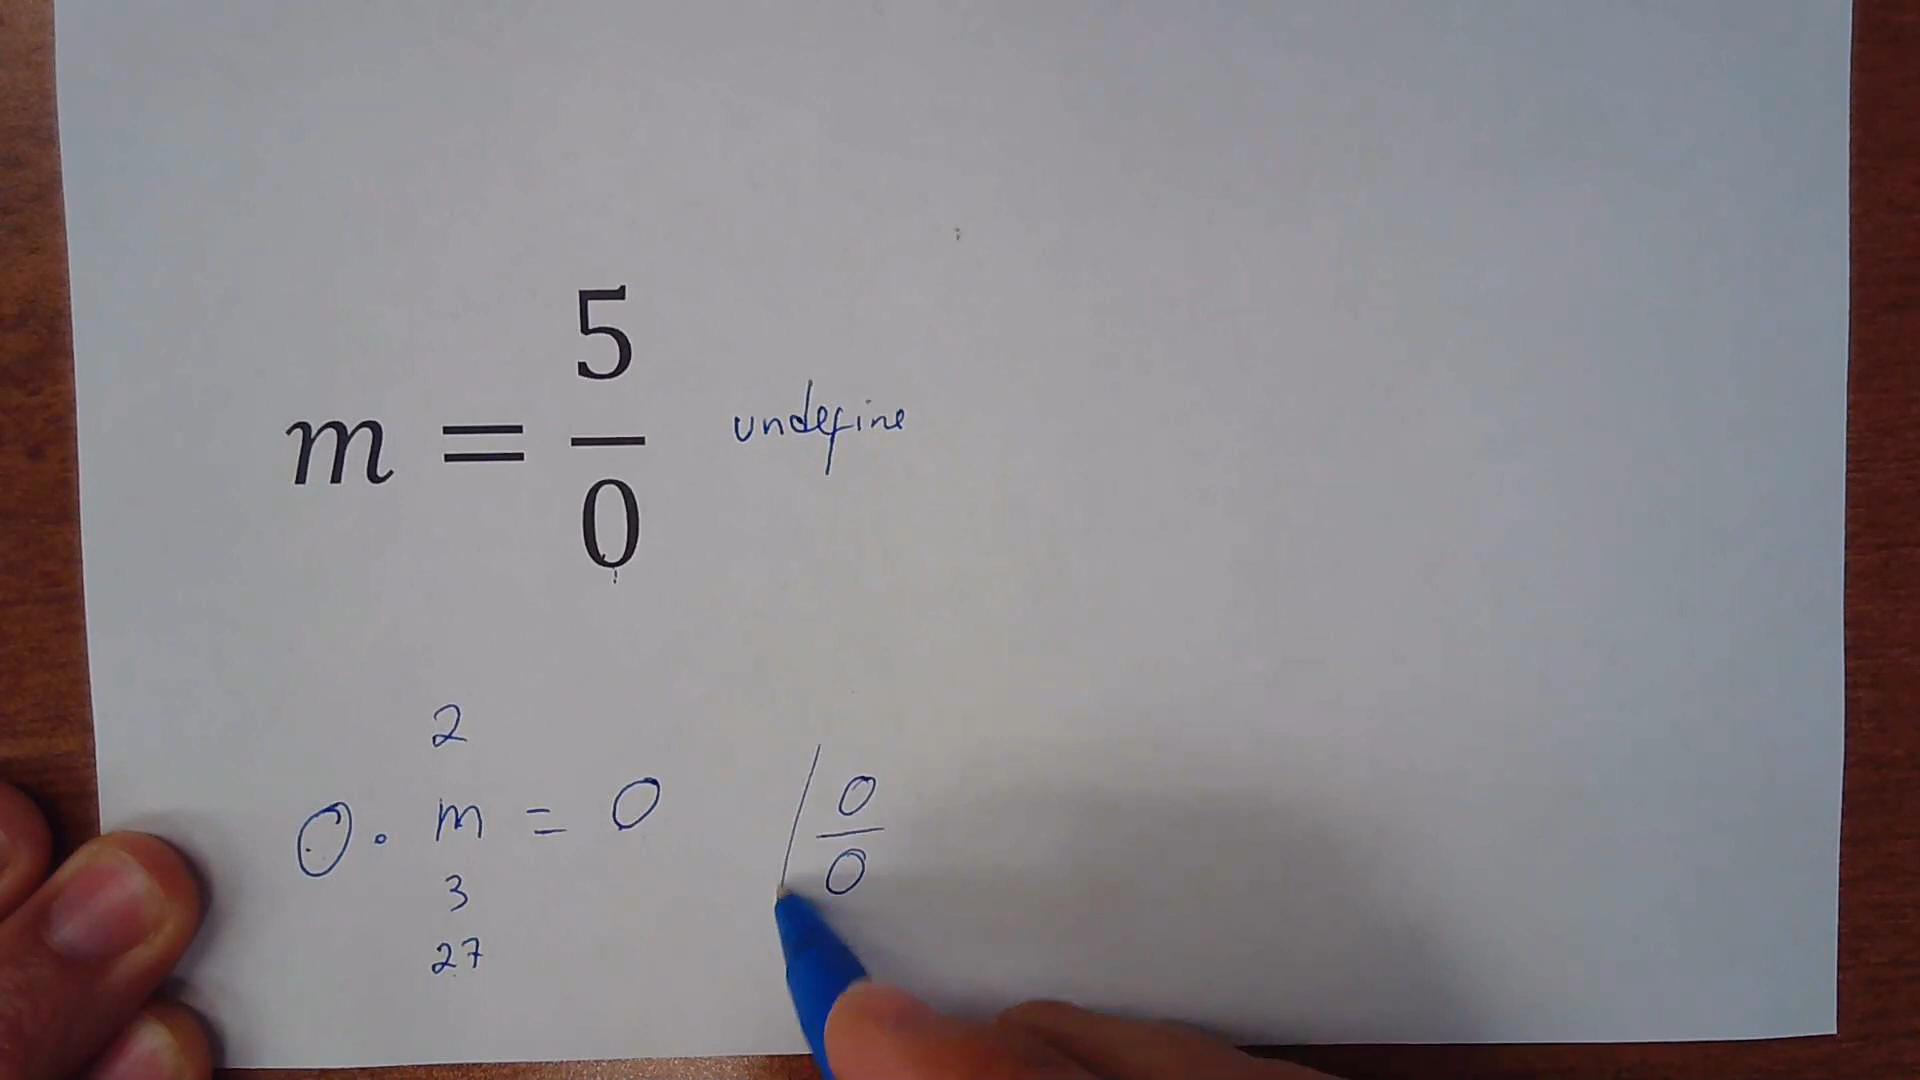 m = 5/0 undefine
2
0 · m = 0 / 0/0
3
27